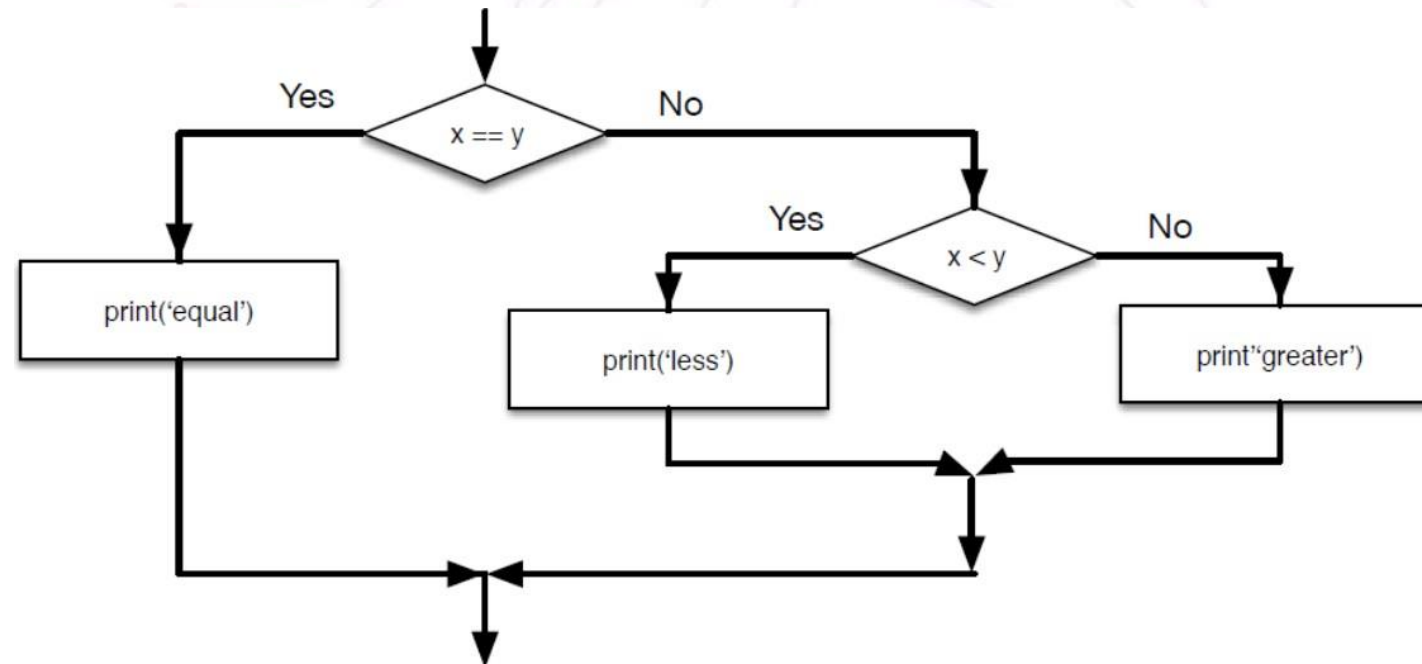 Yes
No
x == y
Yes
No
x < y
print(‘equal’)
print(‘less’)
print’‘greater’)